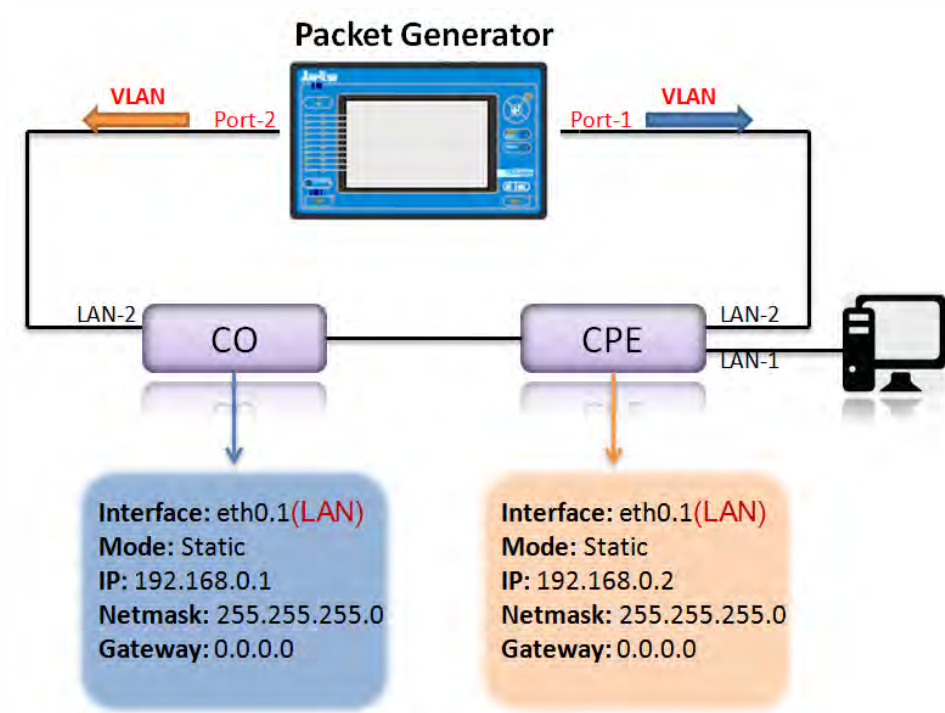 Packet Generator
VLAN
Port-2
Port-1
VLAN
LAN-2
CO
CPE
LAN-2
LAN-1
Interface: eth0.1(LAN)
Mode: Static
IP: 192.168.0.1
Netmask: 255.255.255.0
Gateway: 0.0.0.0
Interface: eth0.1(LAN)
Mode: Static
IP: 192.168.0.2
Netmask: 255.255.255.0
Gateway: 0.0.0.0